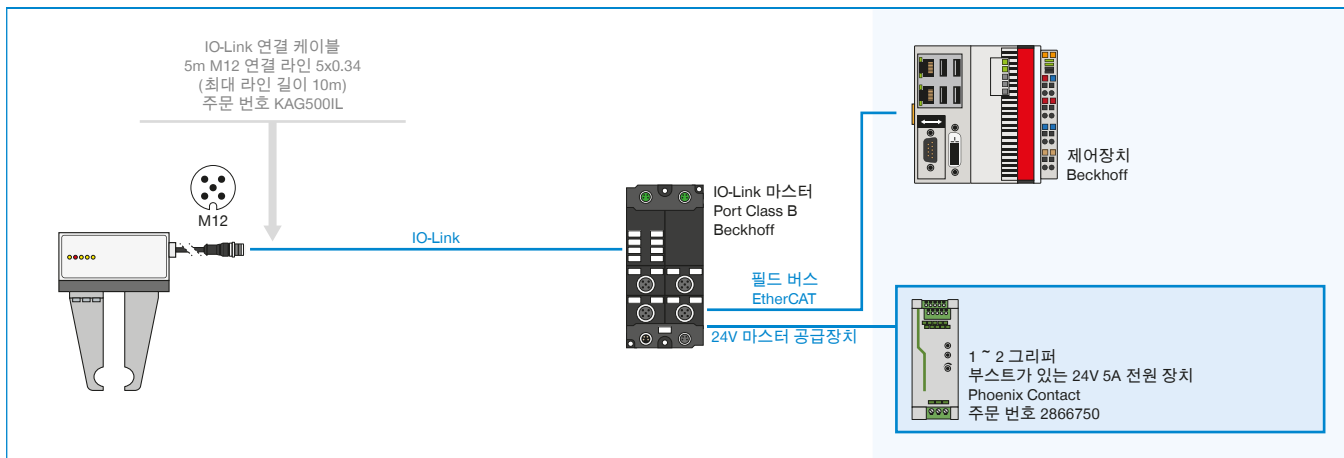 IO-Link 연결 케이블
5m M12 연결 라인 5x0.34
(최대 라인 길이 10m)
주문 번호 KAG500IL
M12
IO-Link
IO-Link 마스터
Port Class B
Beckhoff
필드 버스
EtherCAT
24V 마스터 공급장치
제어장치
Beckhoff
1 ~ 2 그리퍼
부스트가 있는 24V 5A 전원 장치
Phoenix Contact
주문 번호 2866750